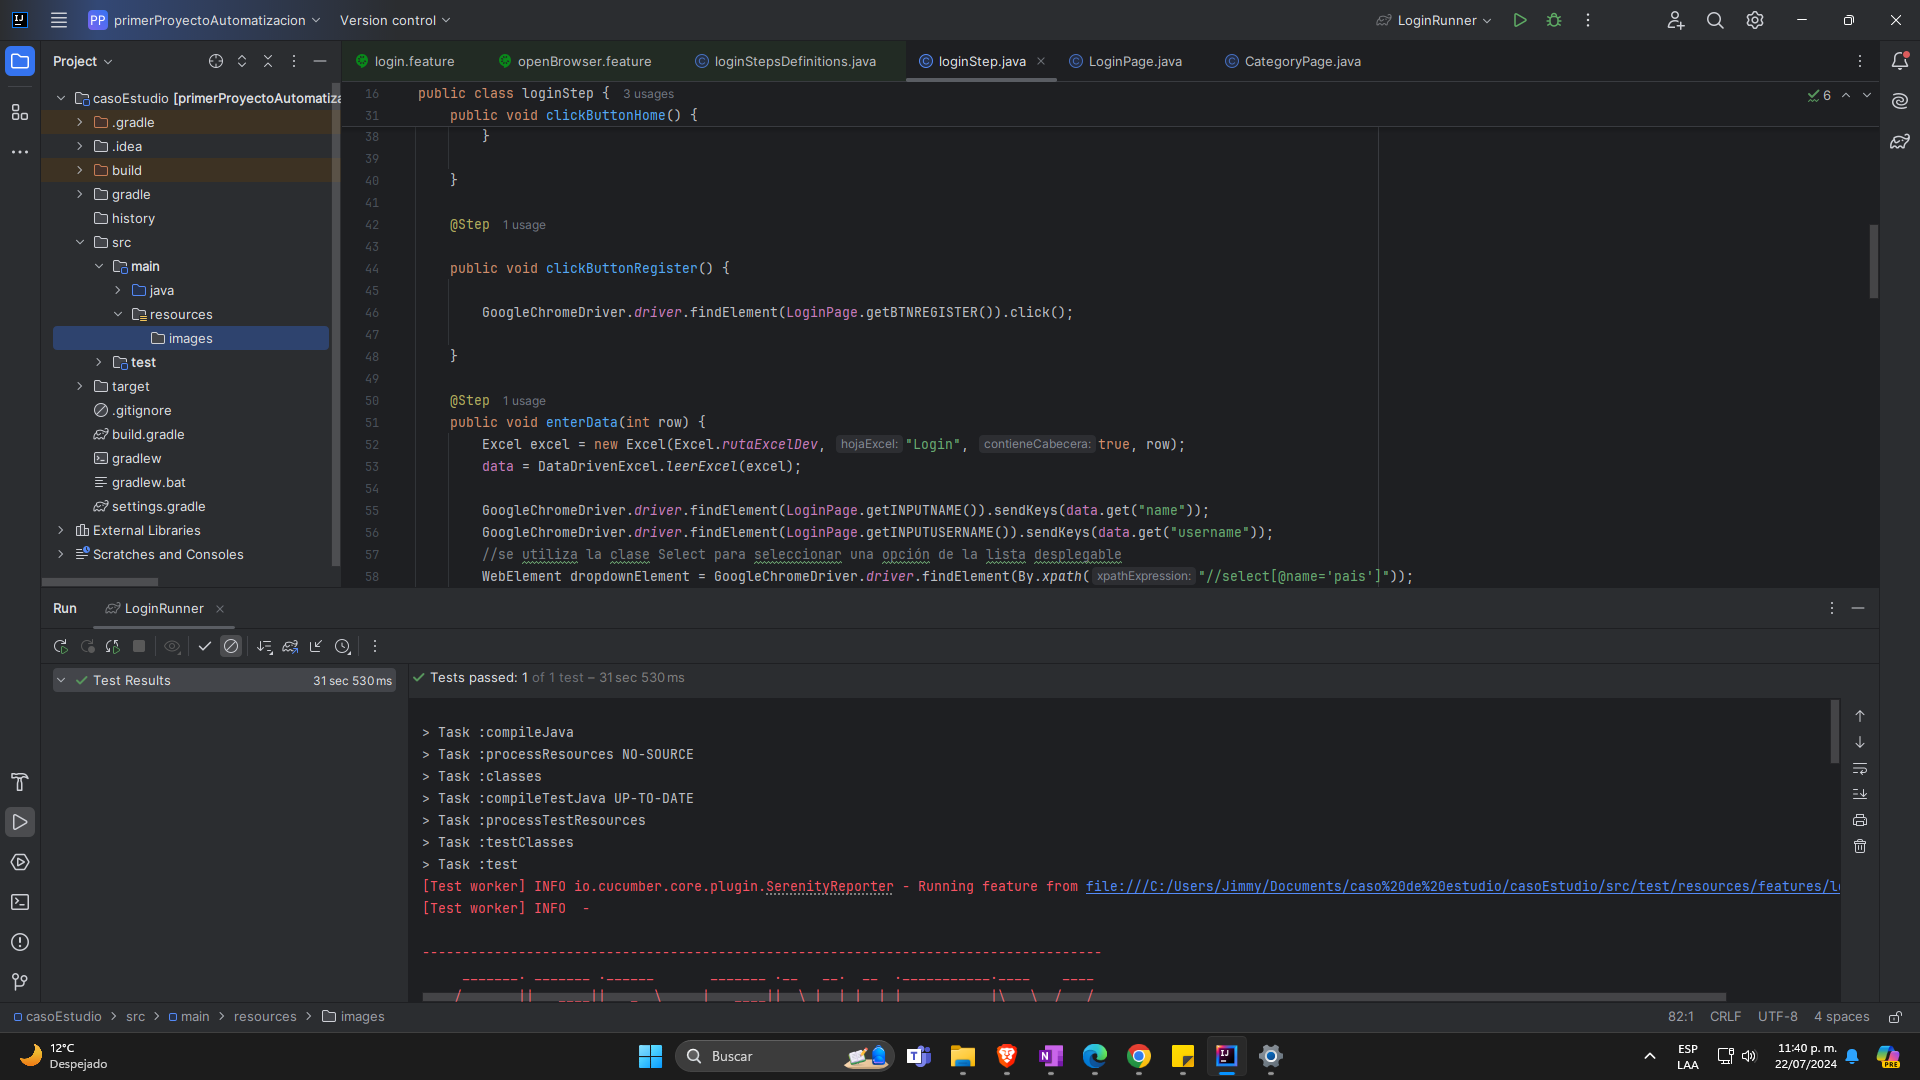 PP primerProyectoAutomatizacion Version control LoginRunner
Project
login.feature openBrowser.feature loginStepsDefinitions.java loginStep.java LoginPage.java CategoryPage.java
casoEstudio [primerProyectoAutomatiza
.gradle
.idea
build
gradle
history
src
main
java
resources
images
test
target
.gitignore
build.gradle
gradlew
gradlew.bat
settings.gradle
External Libraries
Scratches and Consoles
6
16 public class loginStep { 3 usages
31 public void clickButtonHome() {
38 }
39
40 }
41
42 @Step 1 usage
43
44 public void clickButtonRegister() {
45
46 GoogleChromeDriver.driver.findElement(LoginPage.getBTNREGISTER()).click();
47
48 }
49
50 @Step 1 usage
51 public void enterData(int row) {
52 Excel excel = new Excel(Excel.rutaExcelDev, hojaExcel: "Login", contieneCabecera: true, row);
53 data = DataDrivenExcel.leerExcel(excel);
54
55 GoogleChromeDriver.driver.findElement(LoginPage.getINPUTNAME()).sendKeys(data.get("name"));
56 GoogleChromeDriver.driver.findElement(LoginPage.getINPUTUSERNAME()).sendKeys(data.get("username"));
57 //se utiliza la clase Select para seleccionar una opción de la lista desplegable
58 WebElement dropdownElement = GoogleChromeDriver.driver.findElement(By.xpath( xpathExpression: "//select[@name='pais']"));
Run LoginRunner
Test Results 31 sec 530 ms
Tests passed: 1 of 1 test – 31 sec 530 ms
> Task :compileJava
> Task :processResources NO-SOURCE
> Task :classes
> Task :compileTestJava UP-TO-DATE
> Task :processTestResources
> Task :testClasses
> Task :test
[Test worker] INFO io.cucumber.core.plugin.SerenityReporter - Running feature from file:///C:/Users/Jimmy/Documents/caso%20de%20estudio/casoEstudio/src/test/resources/features/l
[Test worker] INFO  -
casoEstudio > src > main > resources > images
82:1 CRLF UTF-8 4 spaces
12°C
Despejado
Buscar
ESP
LAA
11:40 p. m.
22/07/2024
PRE